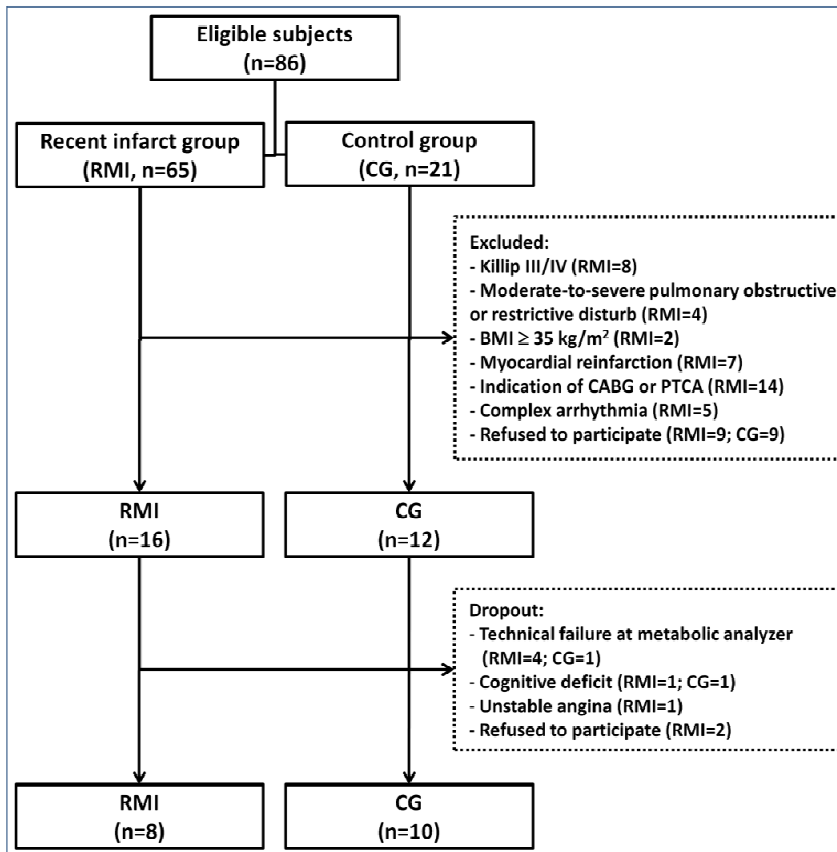 Eligible subjects
(n=86)
Recent infarct group
(RMI, n=65)
Control group
(CG, n=21)
Excluded:
- Killip III/IV (RMI=8)
- Moderate-to-severe pulmonary obstructive
or restrictive disturb (RMI=4)
- BMI ≥ 35 kg/m² (RMI=2)
- Myocardial reinfarction (RMI=7)
- Indication of CABG or PTCA (RMI=14)
- Complex arrhythmia (RMI=5)
- Refused to participate (RMI=9; CG=9)
RMI
(n=16)
CG
(n=12)
Dropout:
- Technical failure at metabolic analyzer
(RMI=4; CG=1)
- Cognitive deficit (RMI=1; CG=1)
- Unstable angina (RMI=1)
- Refused to participate (RMI=2)
RMI
(n=8)
CG
(n=10)